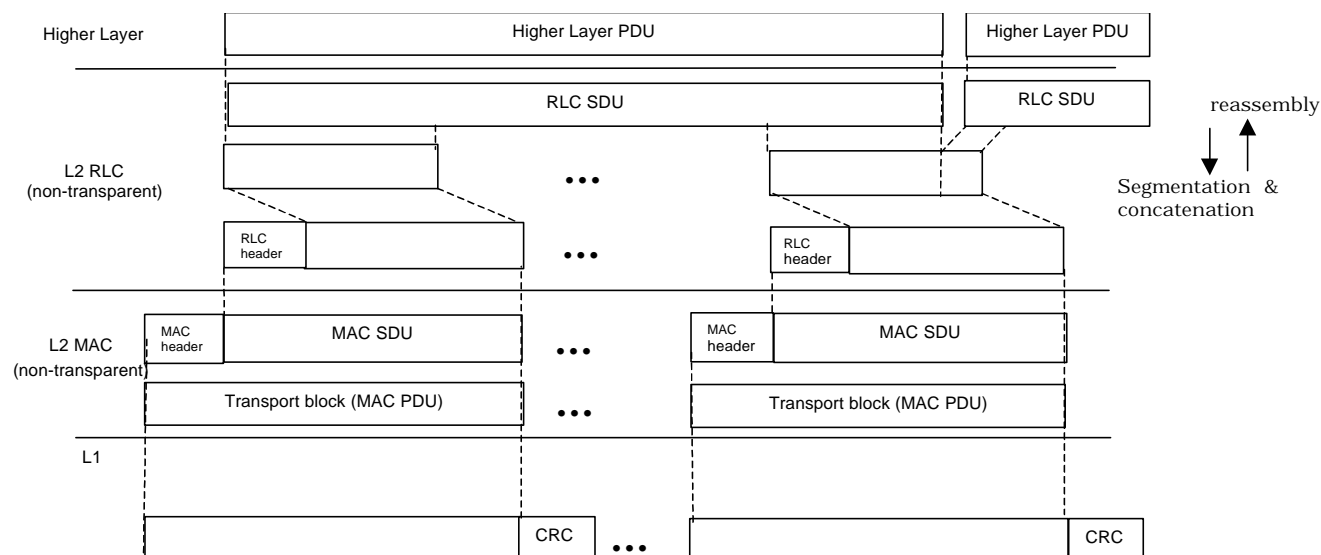 Higher Layer
Higher Layer PDU
Higher Layer PDU
RLC SDU
RLC SDU
reassembly
L2 RLC
(non-transparent)
...
Segmentation &
concatenation
RLC
header
...
RLC
header
L2 MAC
(non-transparent)
MAC
header
MAC SDU
...
MAC
header
MAC SDU
Transport block (MAC PDU)
...
Transport block (MAC PDU)
L1
CRC
...
CRC